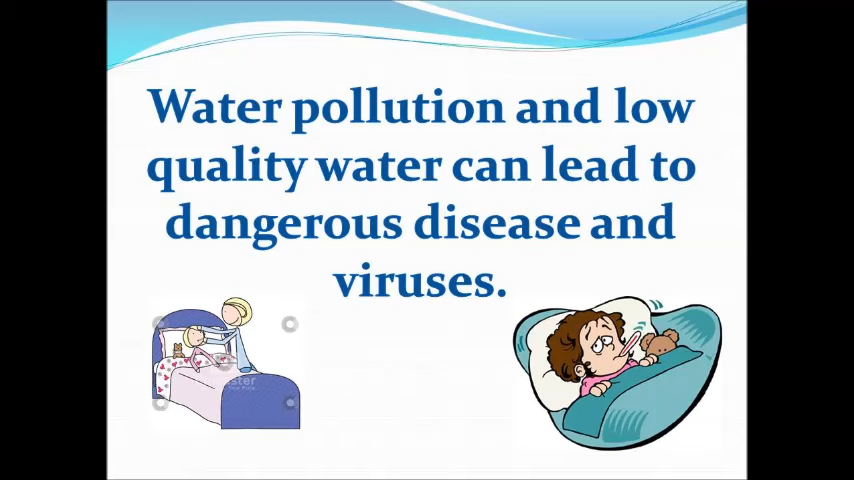 Water pollution and low
quality water can lead to
dangerous disease and
viruses.